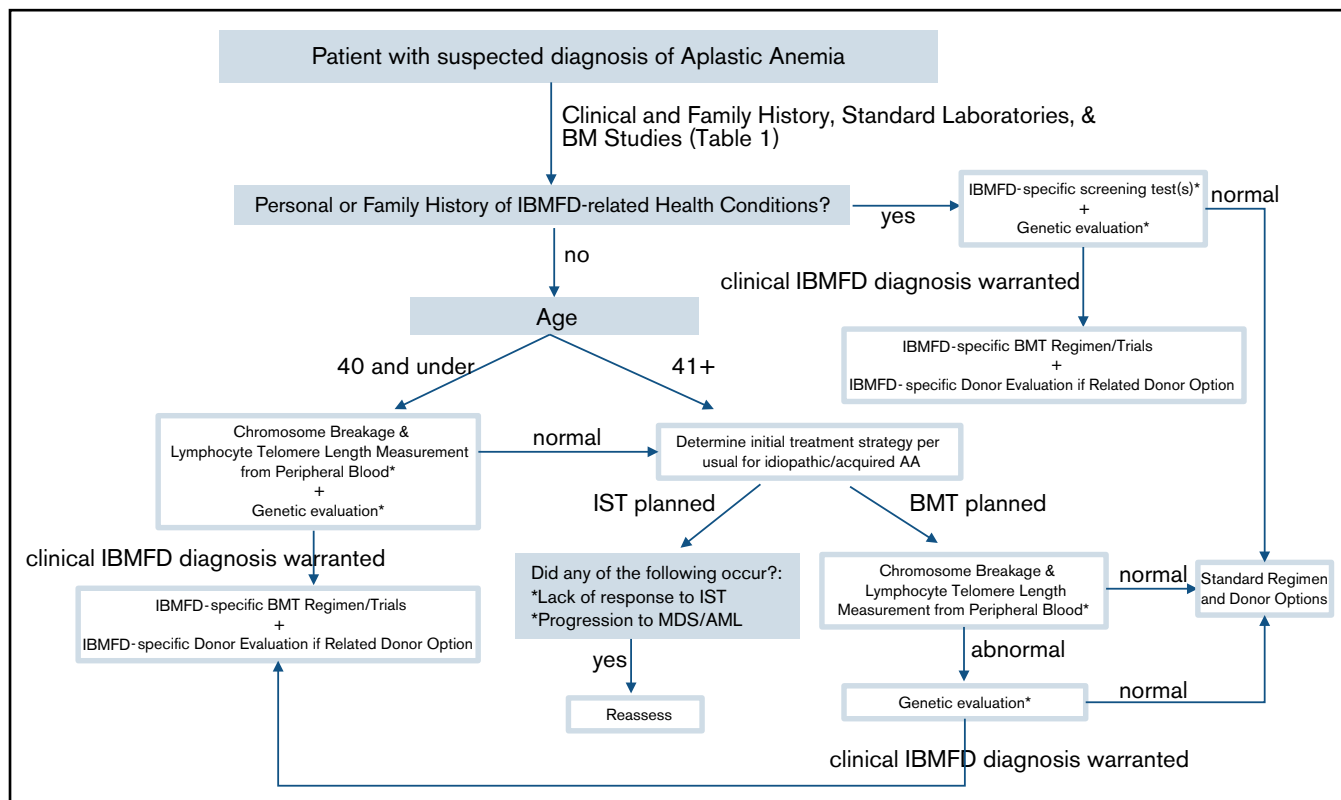 Patient with suspected diagnosis of Aplastic Anemia
Clinical and Family History, Standard Laboratories, &
BM Studies (Table 1)
Personal or Family History of IBMFD-related Health Conditions?
yes
IBMFD-specific screening test(s)*
+
Genetic evaluation*
normal
no
clinical IBMFD diagnosis warranted
Age
IBMFD-specific BMT Regimen/Trials
+
IBMFD-specific Donor Evaluation if Related Donor Option
40 and under
41+
Chromosome Breakage &
Lymphocyte Telomere Length Measurement
from Peripheral Blood*
+
Genetic evaluation*
normal
Determine initial treatment strategy per
usual for idiopathic/acquired AA
IST planned
BMT planned
clinical IBMFD diagnosis warranted
IBMFD-specific BMT Regimen/Trials
+
IBMFD-specific Donor Evaluation if Related Donor Option
Did any of the following occur?:
*Lack of response to IST
*Progression to MDS/AML
yes
Reassess
Chromosome Breakage &
Lymphocyte Telomere Length
Measurement from Peripheral Blood*
normal
Standard Regimen
and Donor Options
abnormal
Genetic evaluation*
normal
clinical IBMFD diagnosis warranted